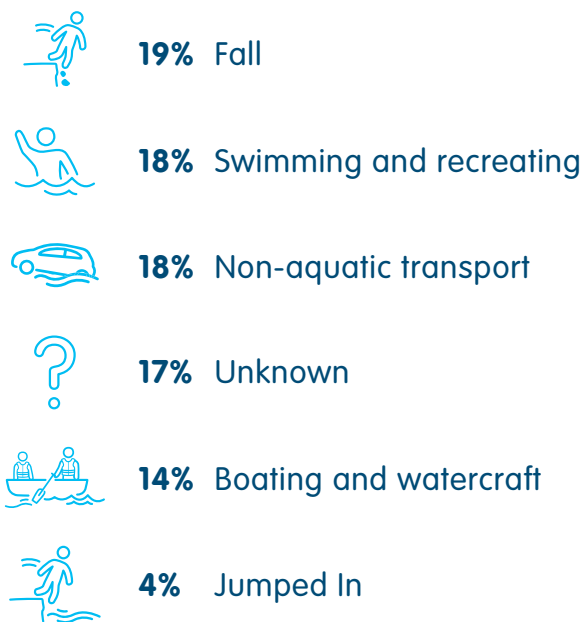 19% Fall
18% Swimming and recreating
18% Non-aquatic transport
17% Unknown
14% Boating and watercraft
4% Jumped In